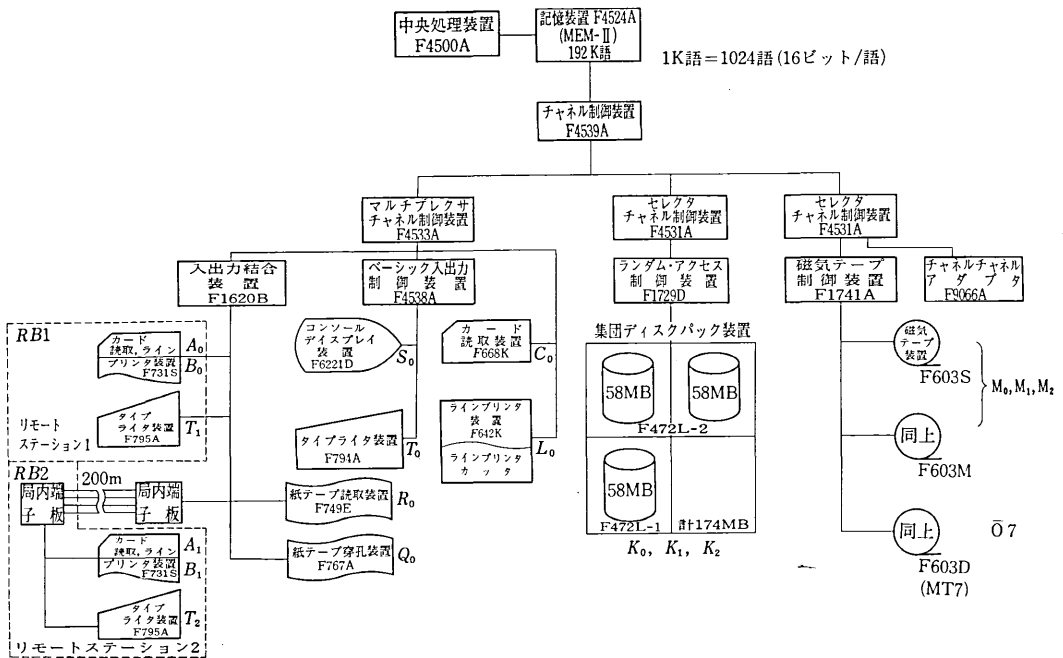 中央処理装置
F4500A
記憶装置 F4524A
(MEM-Ⅱ)
192K語
1K語=1024語(16ビット/語)
チャネル制御装置
F4539A
マルチプレクサ
チャネル制御装置
F4533A
セレクタ
チャネル制御装置
F4531A
セレクタ
チャネル制御装置
F4531A
入出力結合
装置
F1620B
ベーシック入出力
制御装置
F4538A
ランダム・アクセス
制御装置
F1729D
磁気テープ
制御装置
F1741A
チャネルチャネル
アダプタ
F9066A
RB1
カード
読取,ライン
プリンタ装置
F731S
A0
B0
タイプ
ライタ装置
F795A
T1
リモート
ステーション1
コンソール
デイスプレイ
装置
F6221D
S0
カード
読取装置
F668K
C0
タイプライタ装置
F794A
T0
ラインプリンタ
装置
F642K
ラインプリンタ
カッタ
L0
集団ディスクパック装置
58MB
58MB
F472L-2
58MB
F472L-1
計174MB
K0, K1, K2
磁気
テープ
装置
F603S
M0, M1, M2
同上
F603M
同上
F603D
(MT7)
Ō7
RB2
200m
局内端
子板
局内端
子板
紙テープ読取装置
F749E
R0
紙テープ穿孔装置
F767A
Q0
カード
読取,ライン
プリンタ装置
F731S
A1
B1
タイプ
ライタ装置
F795A
T2
リモートステーション2